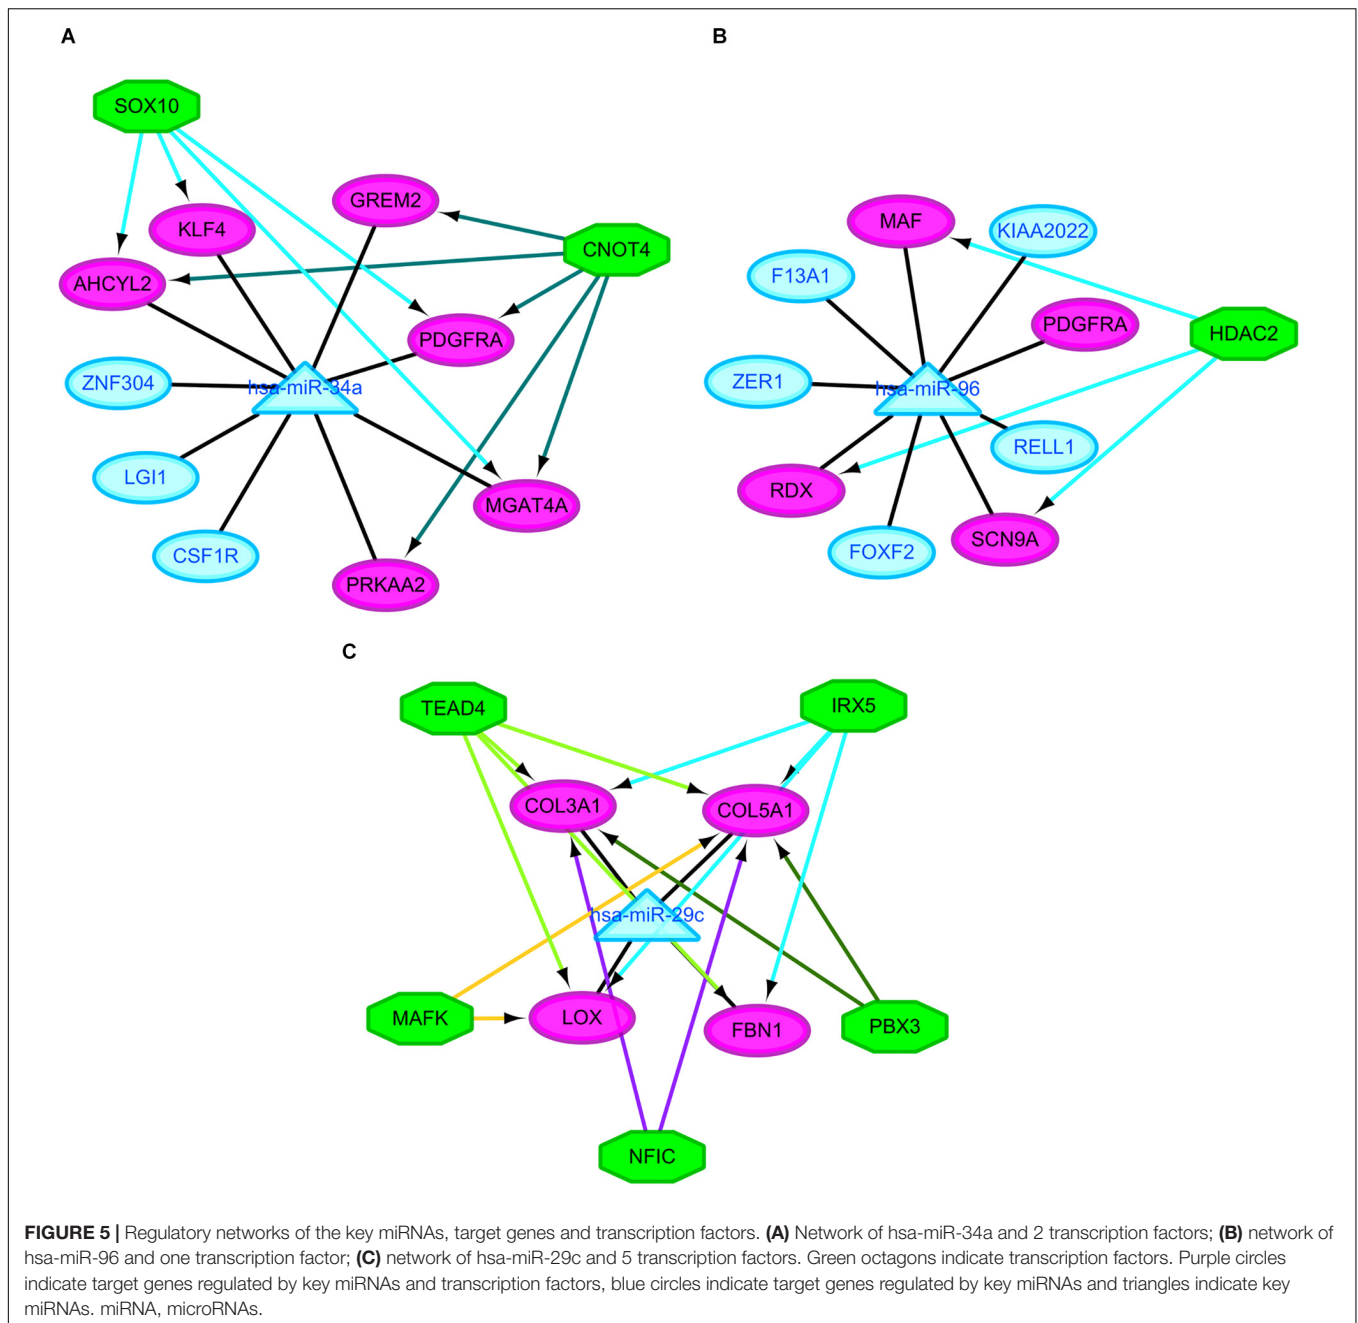 A
SOX10
GREM2
KLF4
CNOT4
AHCYL2
PDGFRA
ZNF304
hsa-miR-34a
LGI1
MGAT4A
CSF1R
PRKAA2
B
MAF
KIAA2022
F13A1
PDGFRA
HDAC2
ZER1
hsa-miR-96
RELL1
RDX
SCN9A
FOXF2
C
TEAD4
IRX5
COL3A1
COL5A1
hsa-miR-29c
MAFK
LOX
FBN1
PBX3
NFIC
FIGURE 5 | Regulatory networks of the key miRNAs, target genes and transcription factors. (A) Network of hsa-miR-34a and 2 transcription factors; (B) network of
hsa-miR-96 and one transcription factor; (C) network of hsa-miR-29c and 5 transcription factors. Green octagons indicate transcription factors. Purple circles
indicate target genes regulated by key miRNAs and transcription factors, blue circles indicate target genes regulated by key miRNAs and triangles indicate key
miRNAs. miRNA, microRNAs.